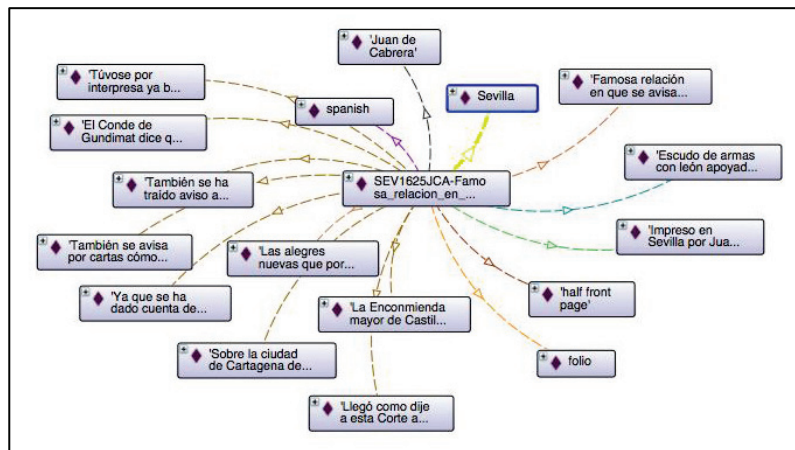 'Juan de
Cabrera'
'Túvose por
interpresa ya b...
Sevilla
'Famosa relación
en que se avisa...
spanish
'El Conde de
Gundimat dice q...
'Escudo de armas
con león apoyad...
SEV1625JCA-Famo
sa_relacion_en_...
'También se ha
traído aviso a...
'Impreso en
Sevilla por Jua...
'También se avisa
por cartas cómo...
'Las alegres
nuevas que por...
'Ya que se ha
dado cuenta de...
'half front
page'
'La Enconmienda
mayor de Castil...
'Sobre la ciudad
de Cartagena de...
folio
'Llegó como dije
a esta Corte a...